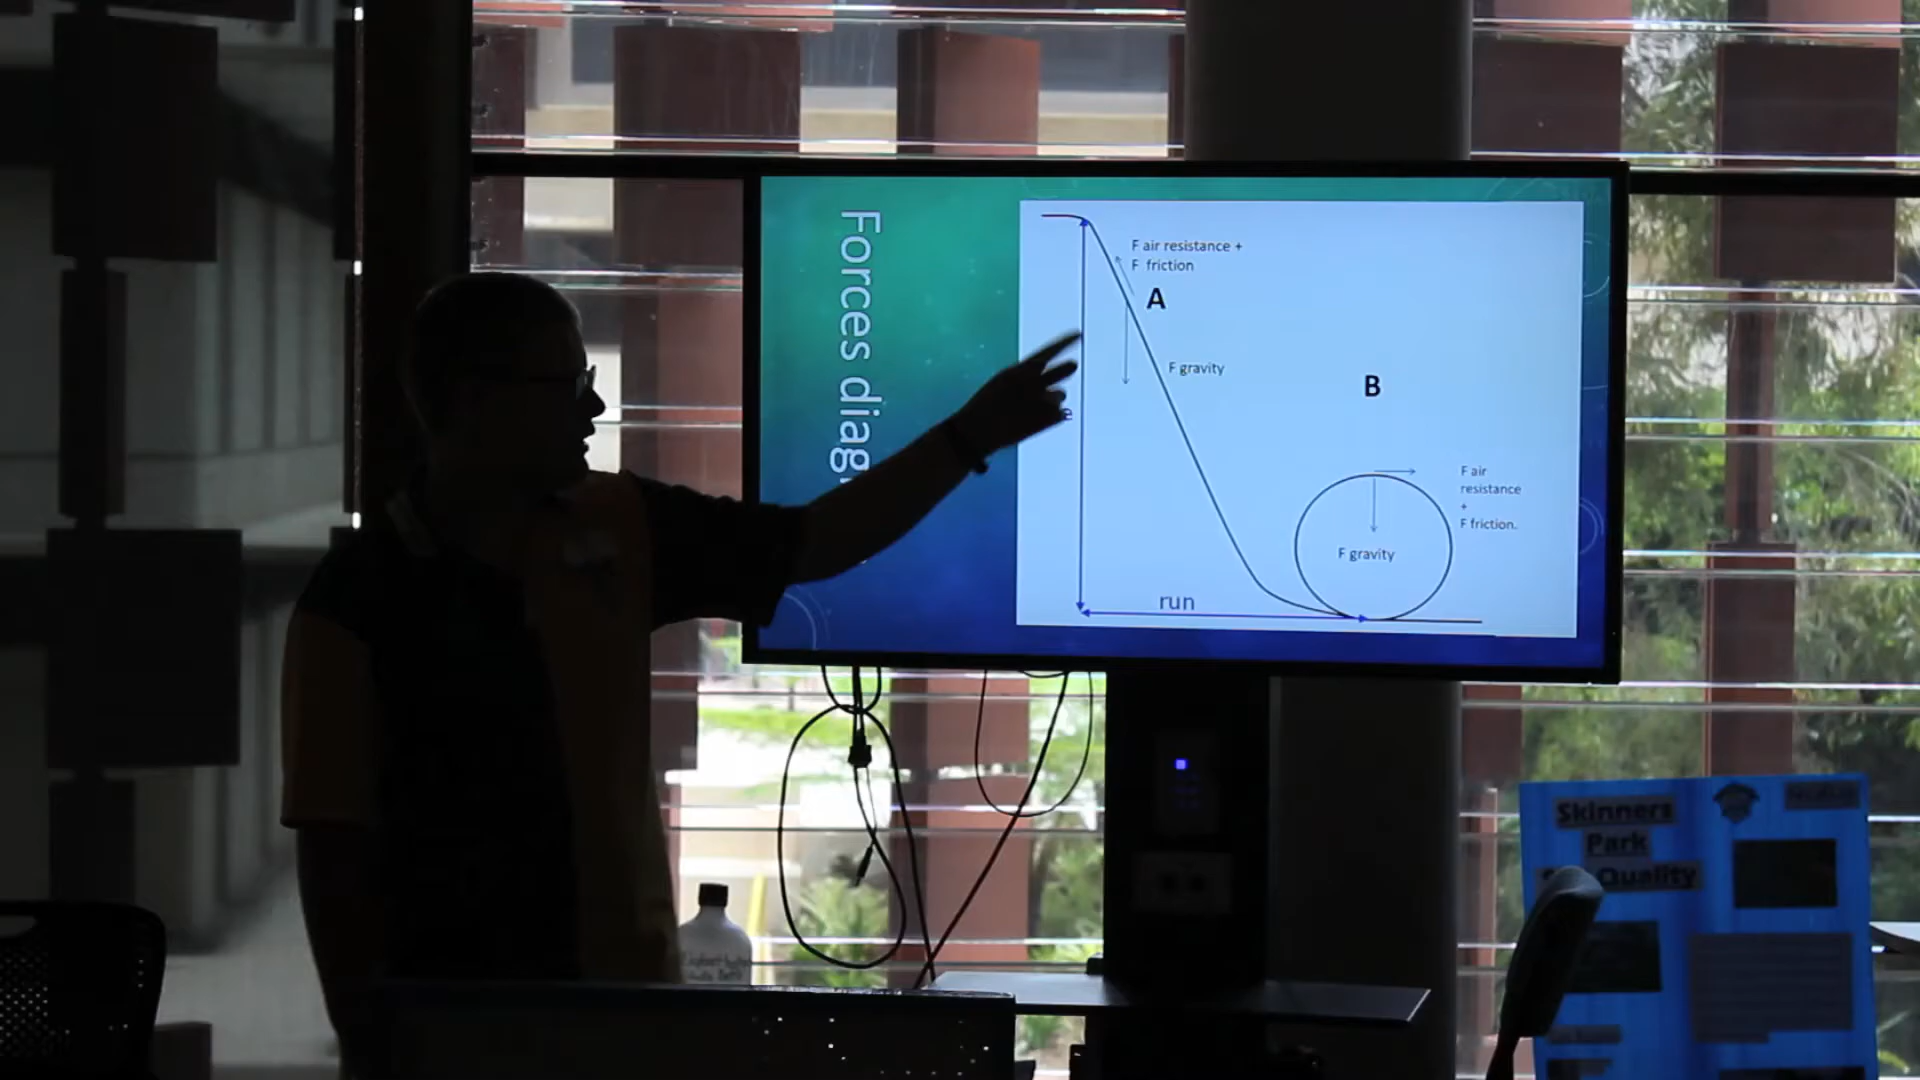 Forces diag
F air resistance +
F friction
A
F gravity
B
e
F air
resistance
+
F friction.
F gravity
run
Skinners
Park
Quality